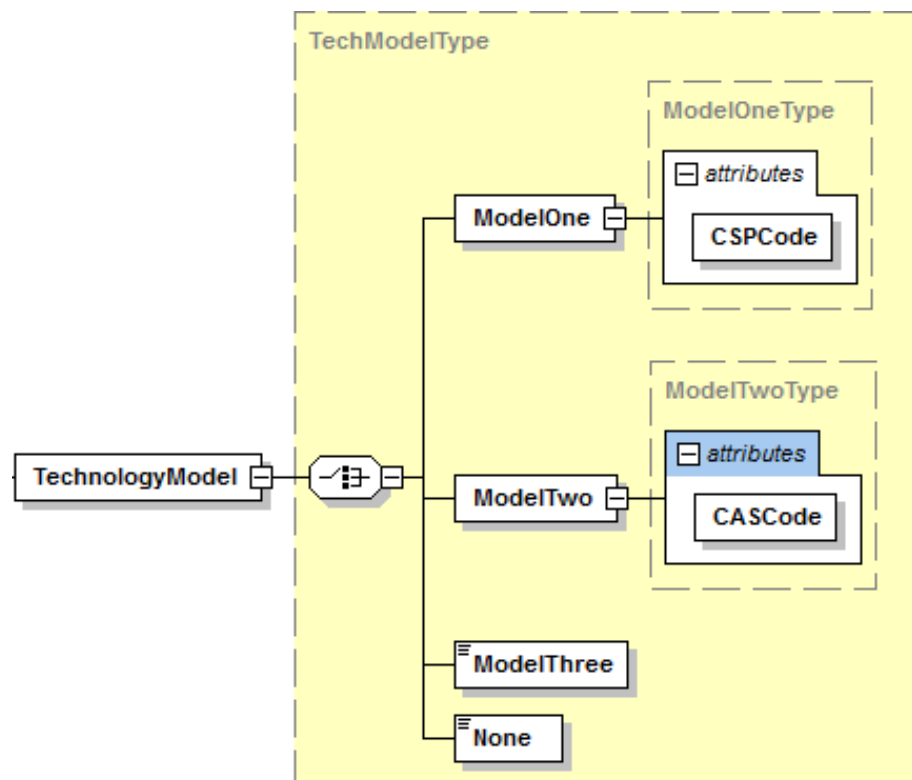 TechModelType
ModelOneType
attributes
ModelOne
CSPCode
ModelTwoType
attributes
TechnologyModel
ModelTwo
CASCode
ModelThree
None